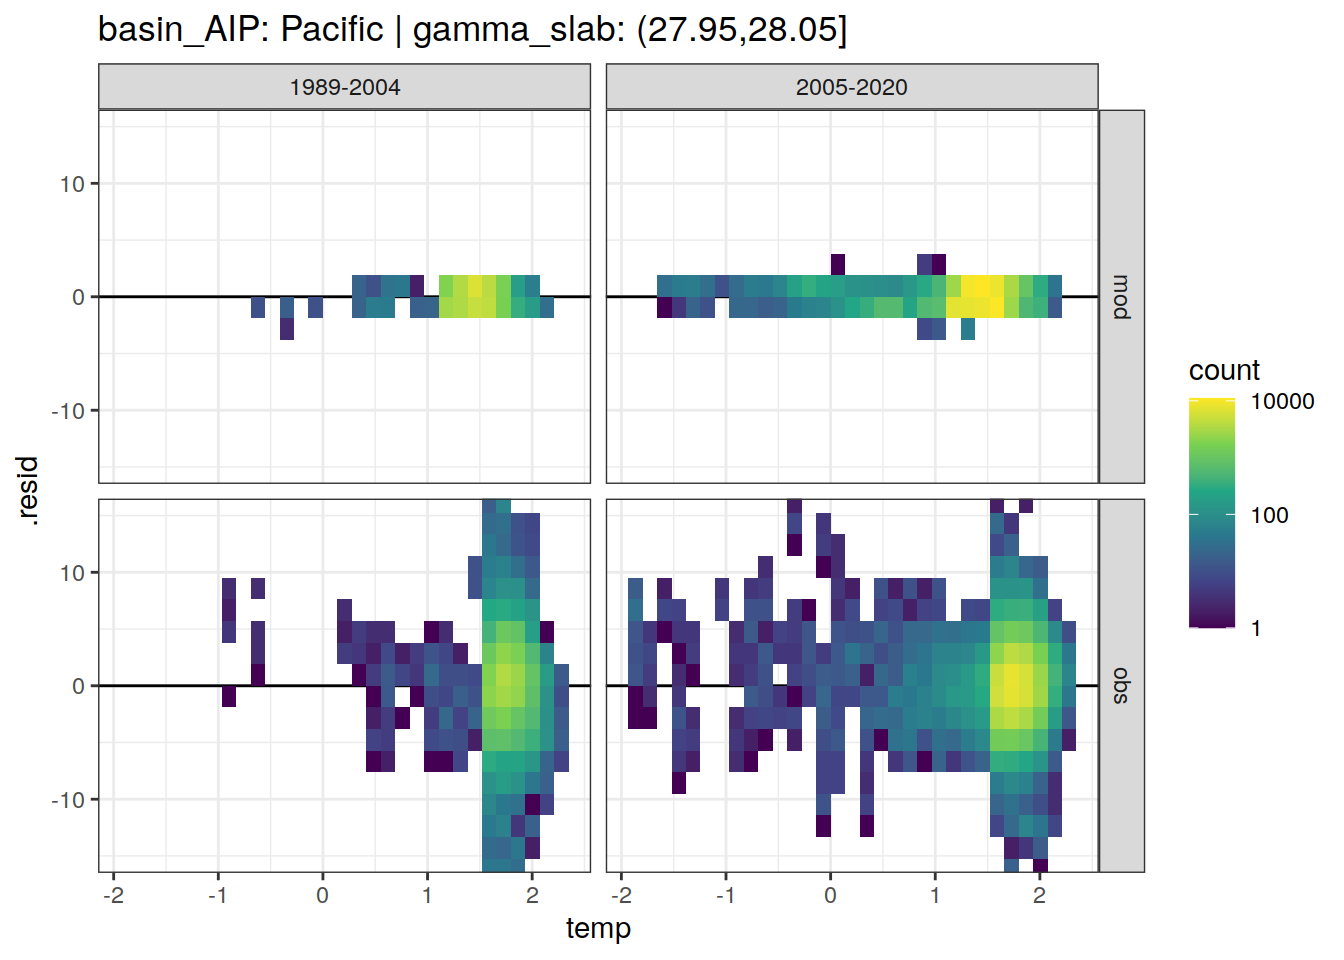 basin_AIP: Pacific | gamma_slab: (27.95,28.05]
1989-2004
2005-2020
10
0
-10
mod
10
0
-10
obs
.resid
-2 -1 0 1 2
-2 -1 0 1 2
temp
count
10000
100
1